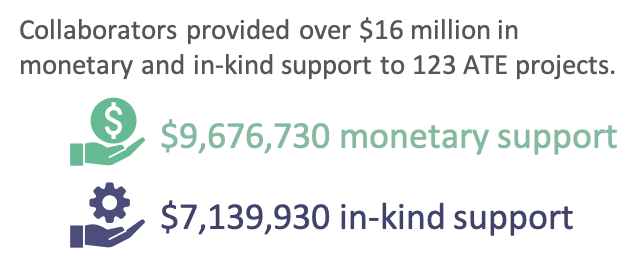 Collaborators provided over $16 million in
monetary and in-kind support to 123 ATE projects.
$
$9,676,730 monetary support
$7,139,930 in-kind support